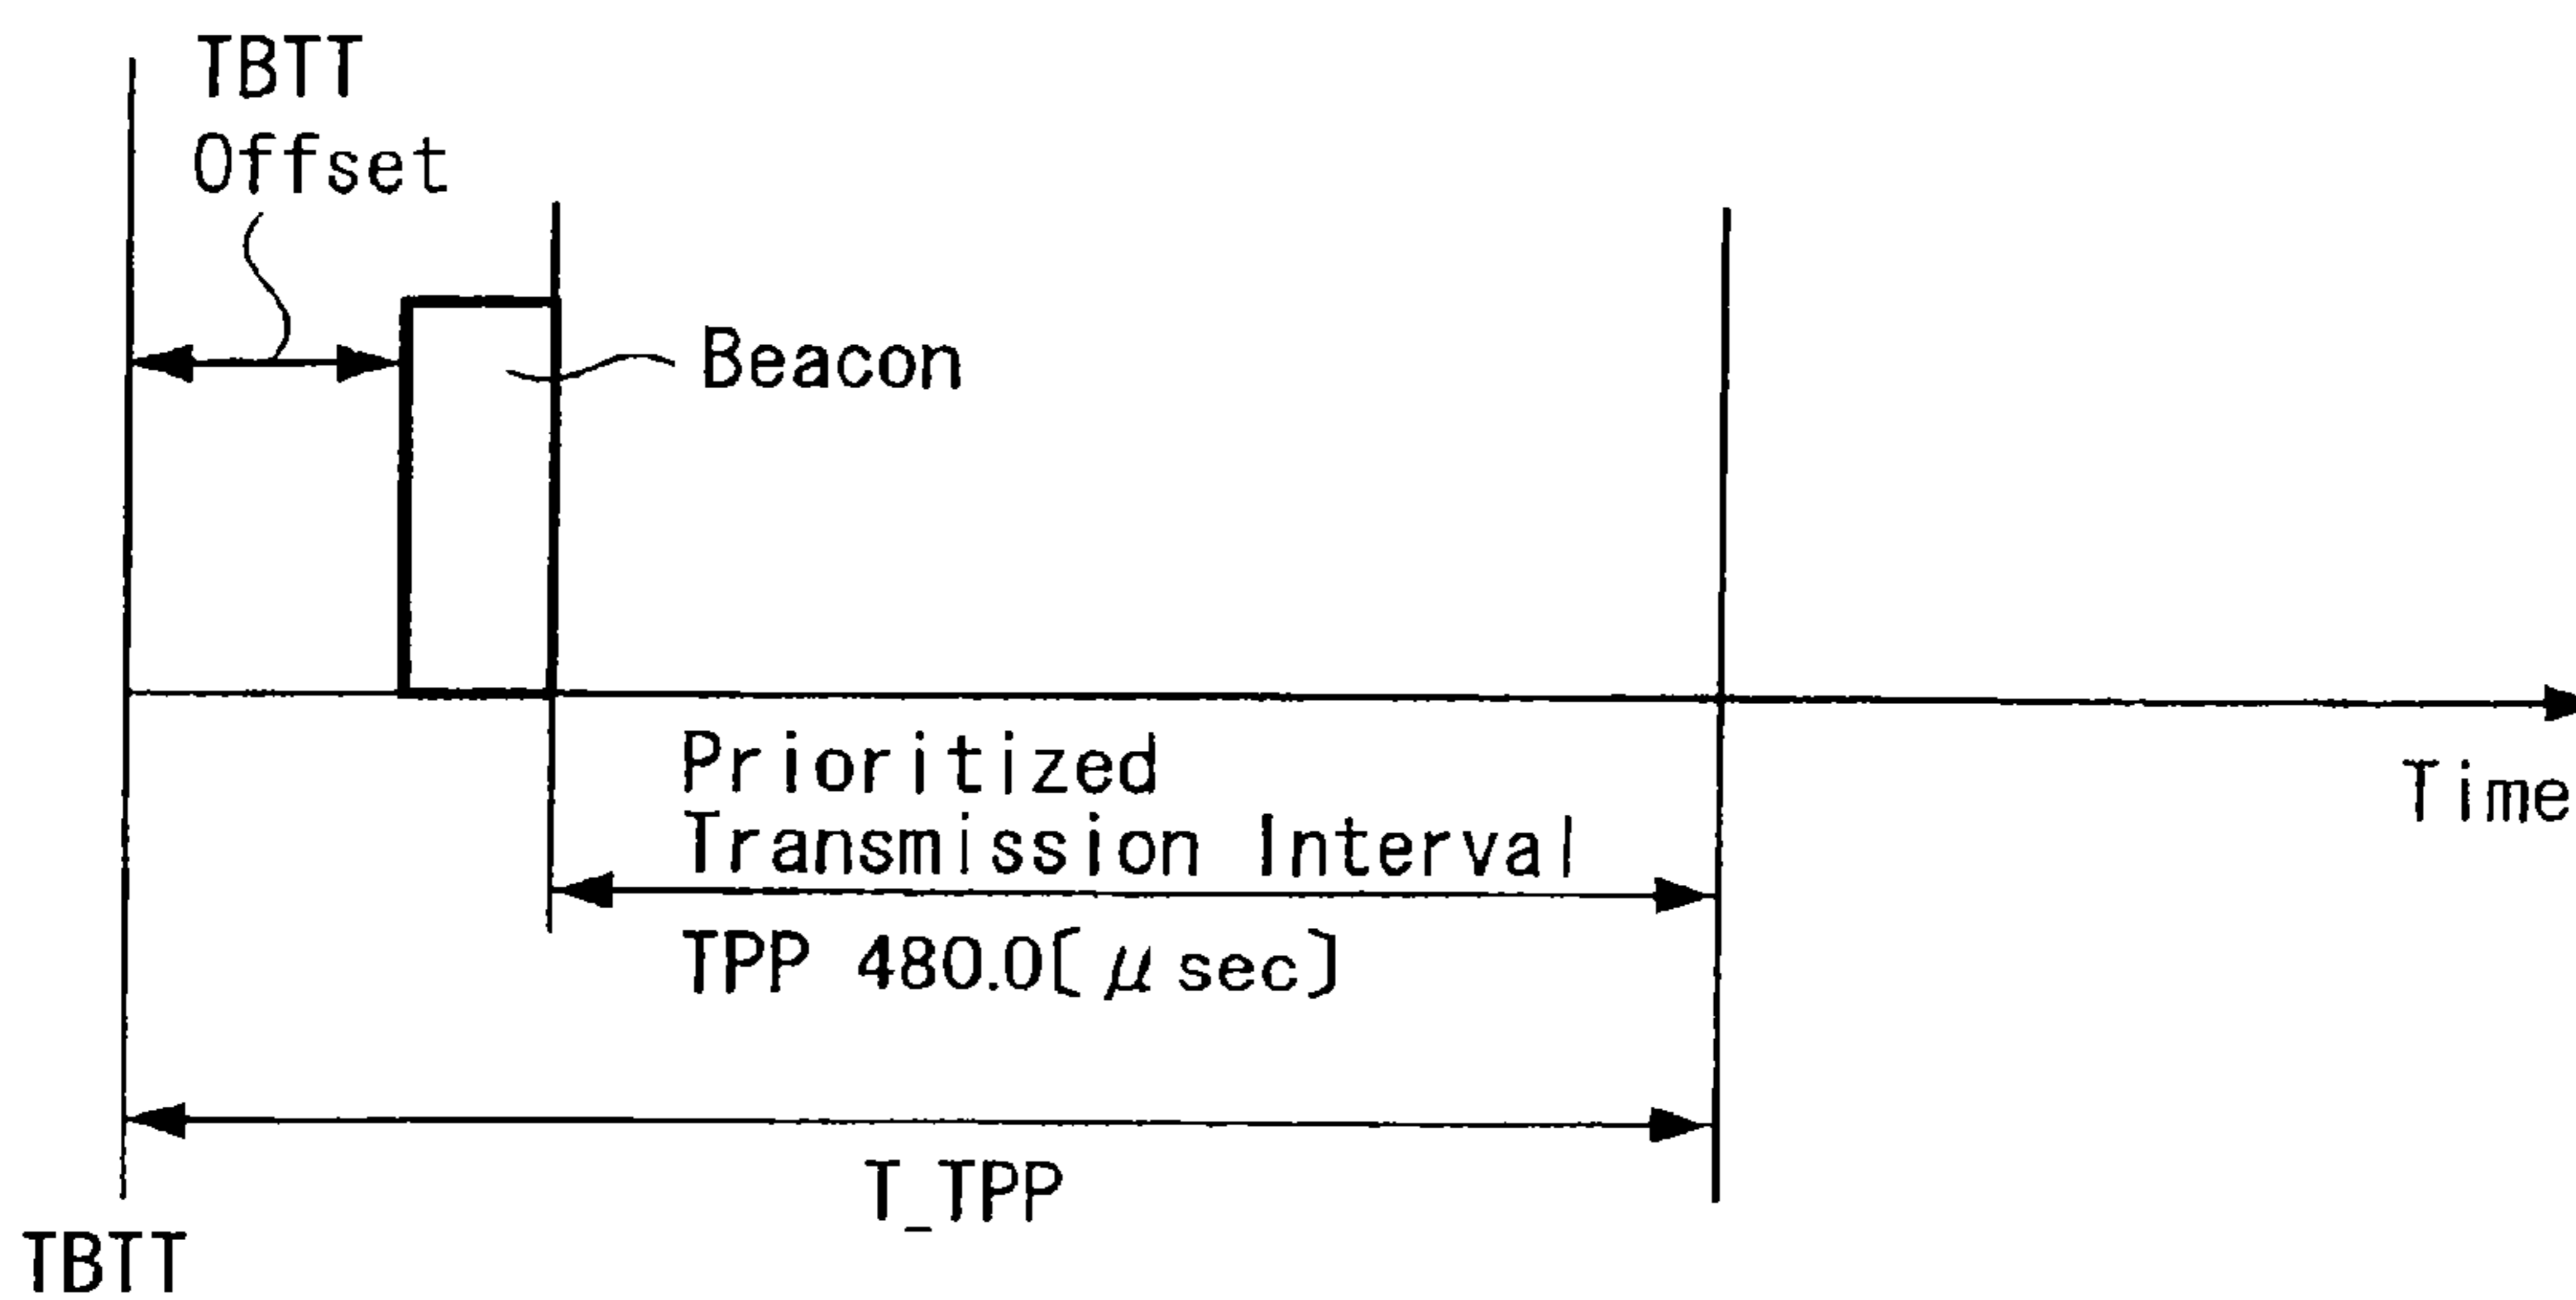 TBTT
Offset
Beacon
Prioritized
Transmission Interval
Time
TPP 480.0[μsec]
T_TPP
TBTT